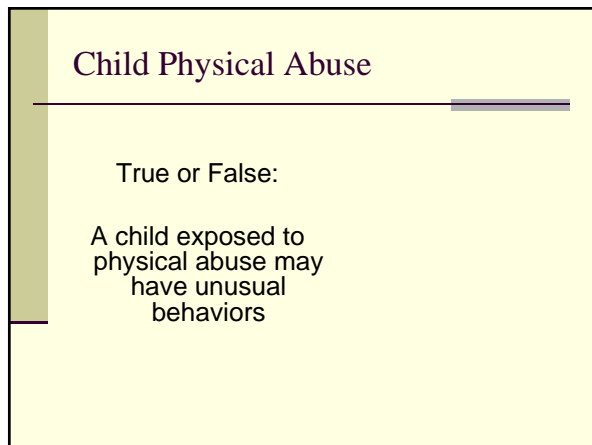 Child Physical Abuse
True or False:
A child exposed to
physical abuse may
have unusual
behaviors